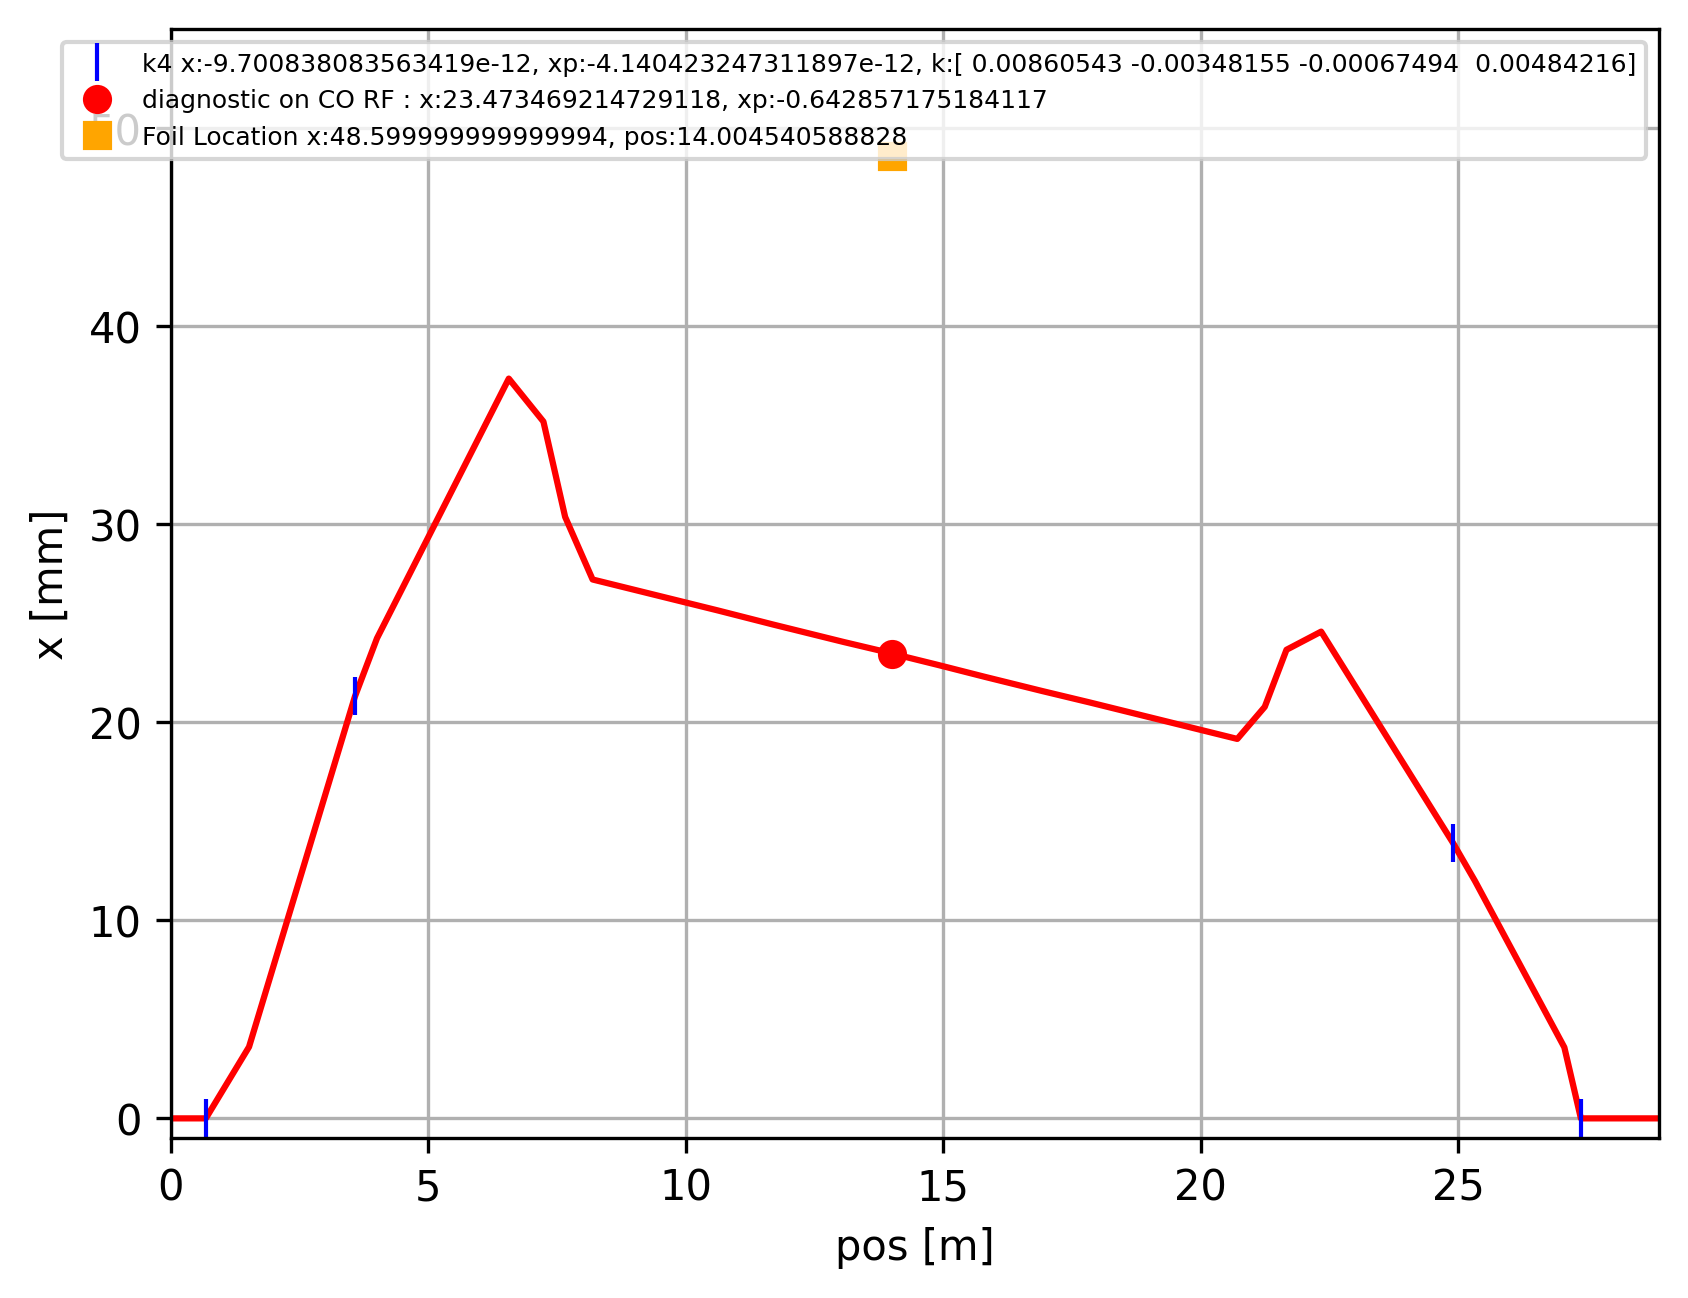 k4 x:-9.700838083563419e-12, xp:-4.140423247311897e-12, k:[ 0.00860543 -0.00348155 -0.00067494  0.00484216]
diagnostic on CO RF : x:23.473469214729118, xp:-0.642857175184117
Foil Location x:48.599999999999994, pos:14.004540588828
50
40
30
20
10
0
x [mm]
0 5 10 15 20 25
pos [m]